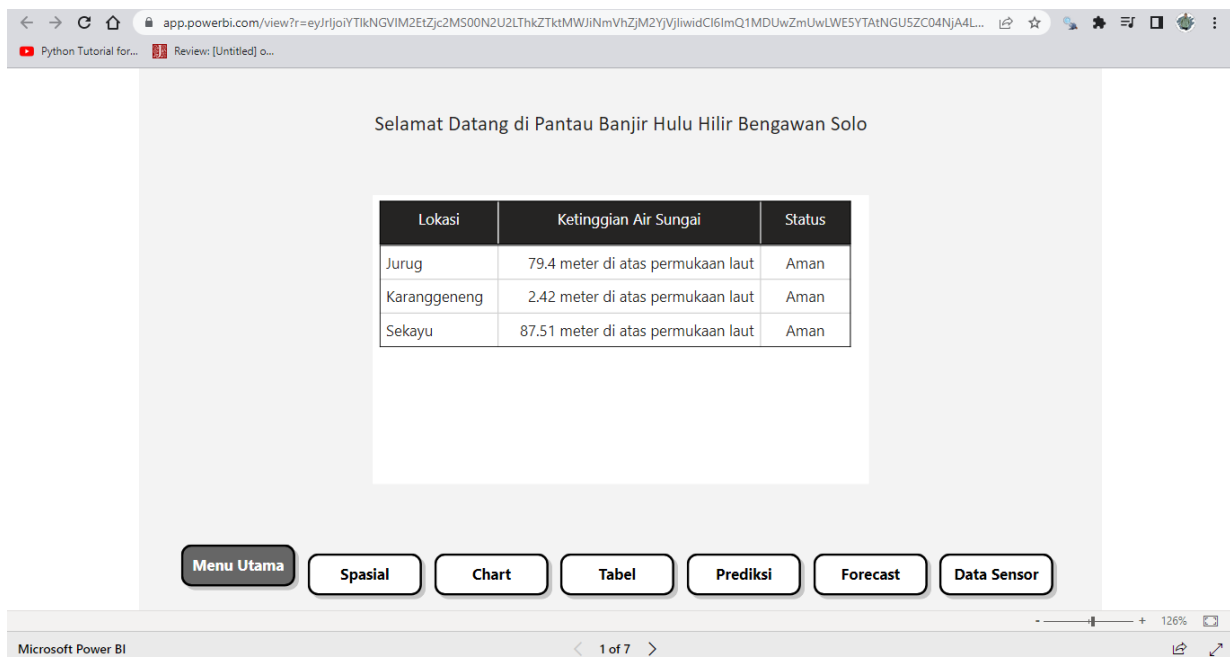 app.powerbi.com/view?r=eyJrIjoiYTlkNGVlM2EtZjc2MS00N2U2LThkZTktMWJiNmVhZjM2YjVjIiwidCI6ImQ1MDUwZmUwLWE5YTAtNGU5ZC04NjA4L...
Python Tutorial for... Review: [Untitled] o...
Selamat Datang di Pantau Banjir Hulu Hilir Bengawan Solo
Lokasi Ketinggian Air Sungai Status
Jurug 79.4 meter di atas permukaan laut Aman
Karanggeneng 2.42 meter di atas permukaan laut Aman
Sekayu 87.51 meter di atas permukaan laut Aman
Menu Utama Spasial Chart Tabel Prediksi Forecast Data Sensor
- + 126%
Microsoft Power BI < 1 of 7 >